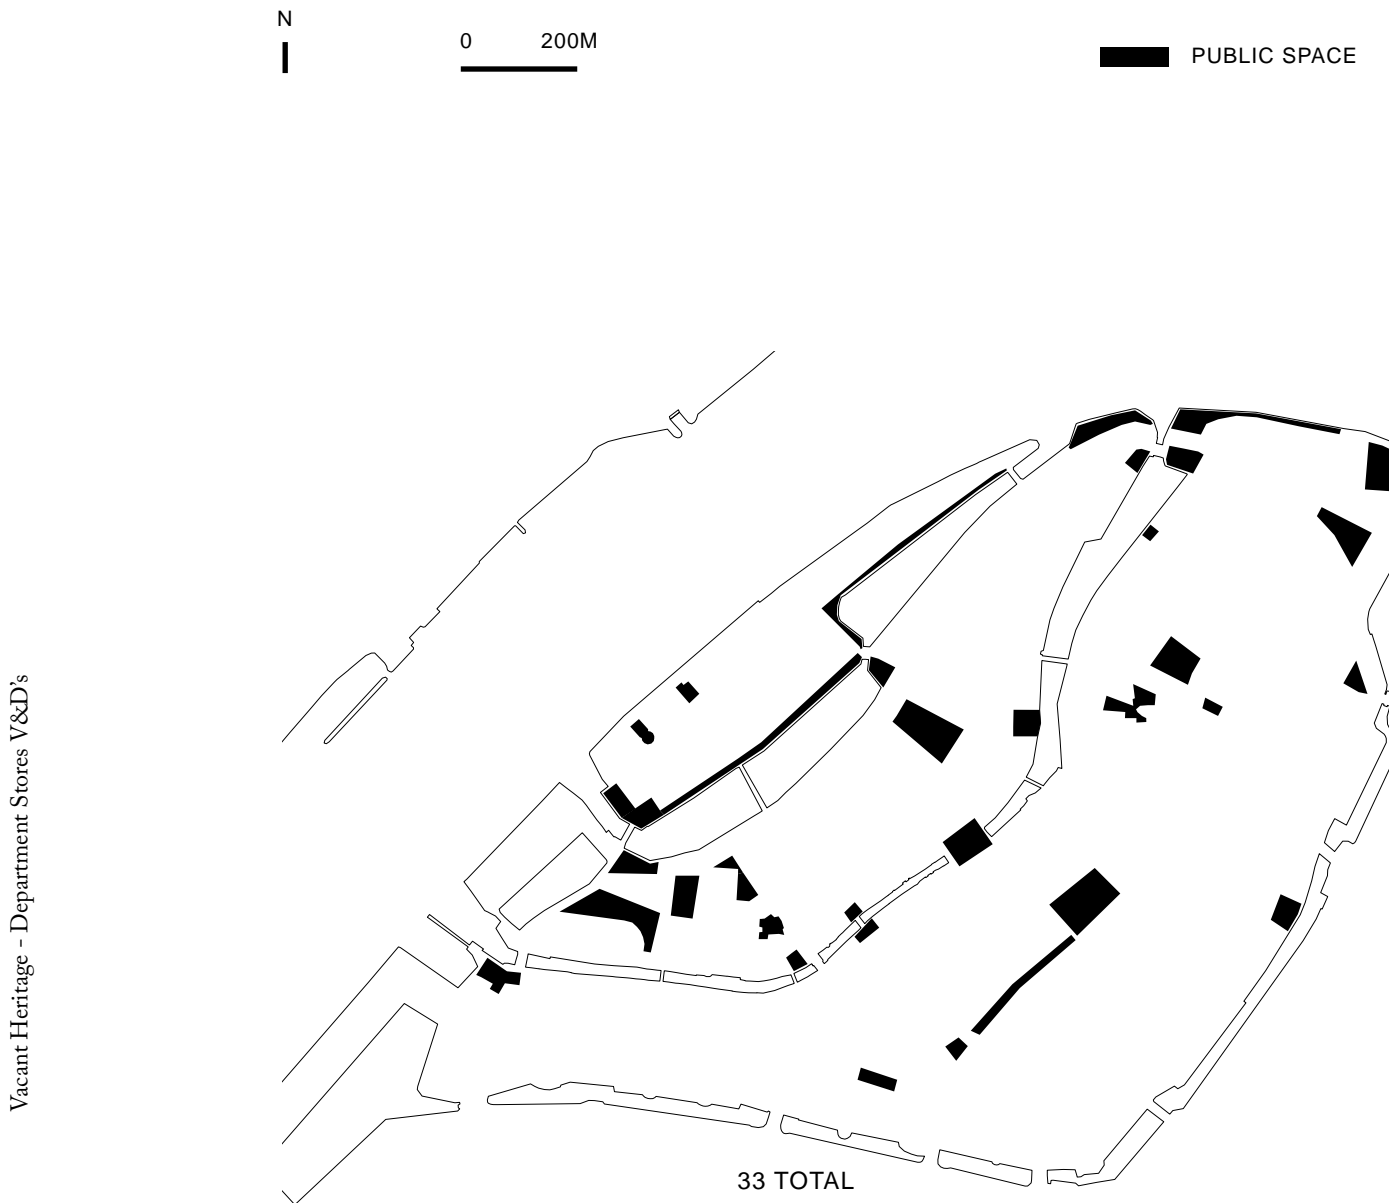 N
0 200M
PUBLIC SPACE
Vacant Heritage - Department Stores V&D's
33 TOTAL